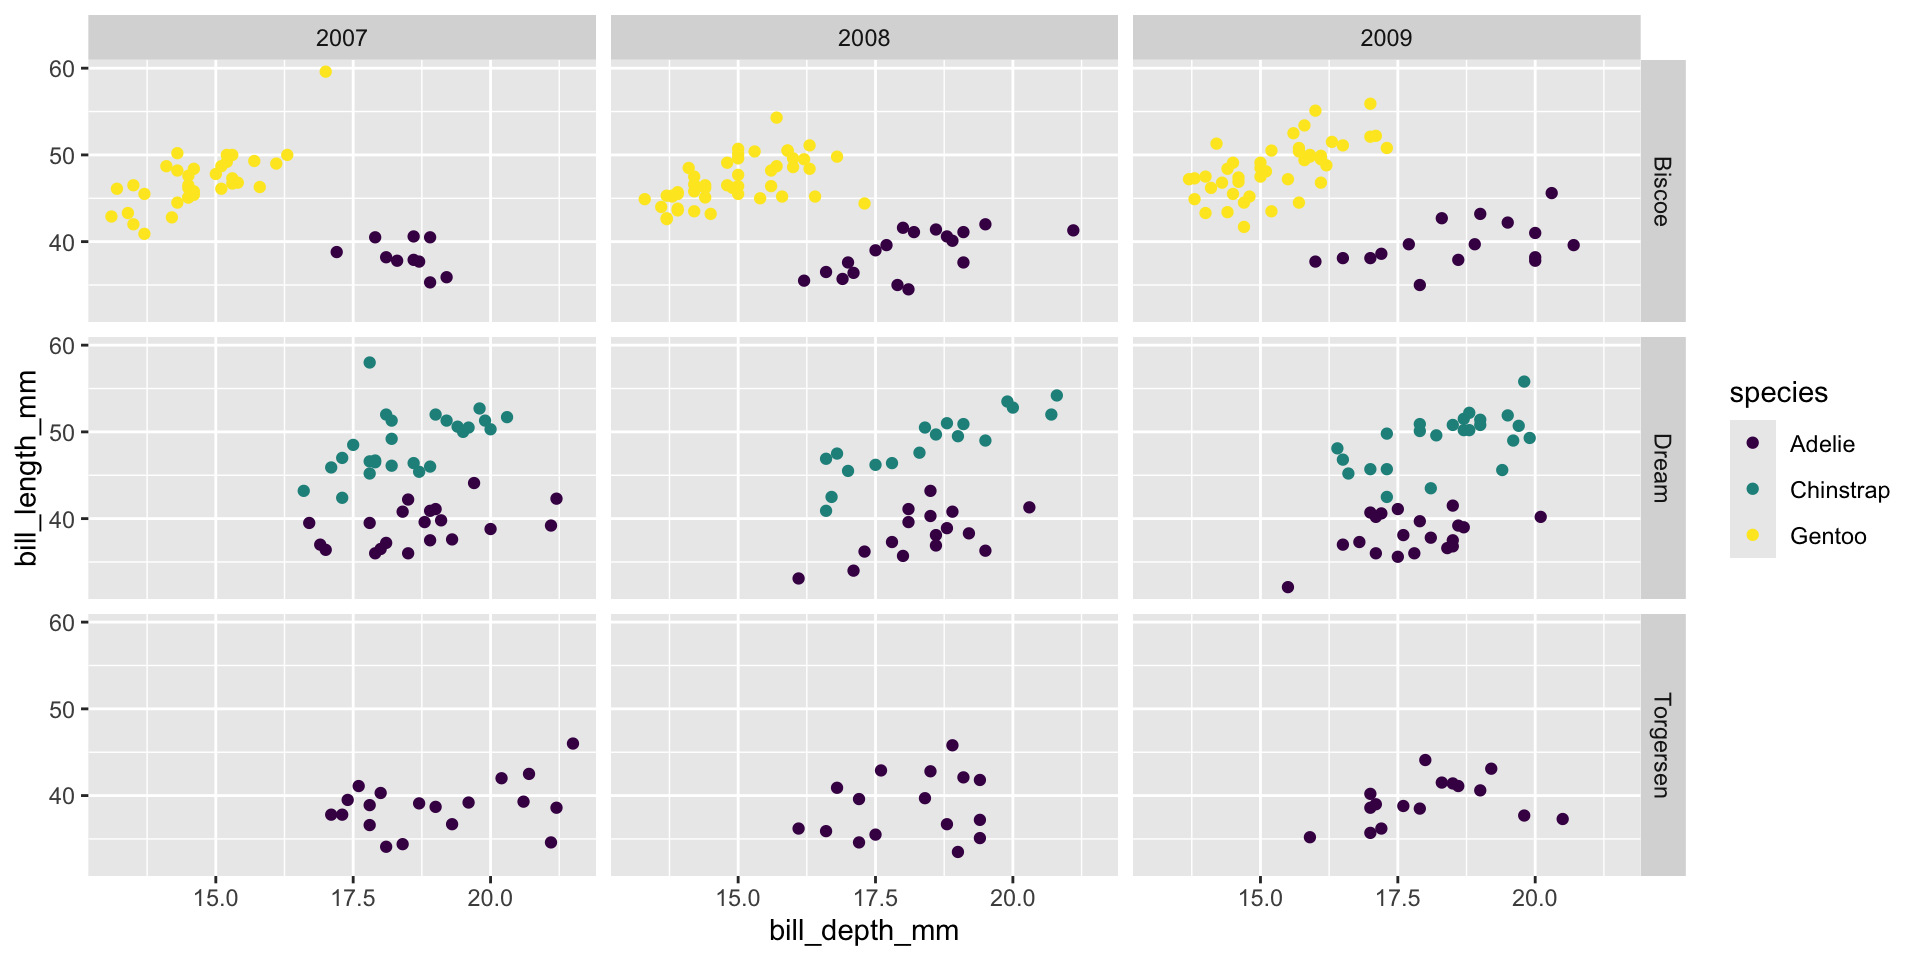 2007 2008 2009
60
50
40
Biscoe
60
50
40
Dream
60
50
40
Torgersen
15.0 17.5 20.0 15.0 17.5 20.0 15.0 17.5 20.0
bill_depth_mm
bill_length_mm
species
Adelie
Chinstrap
Gentoo